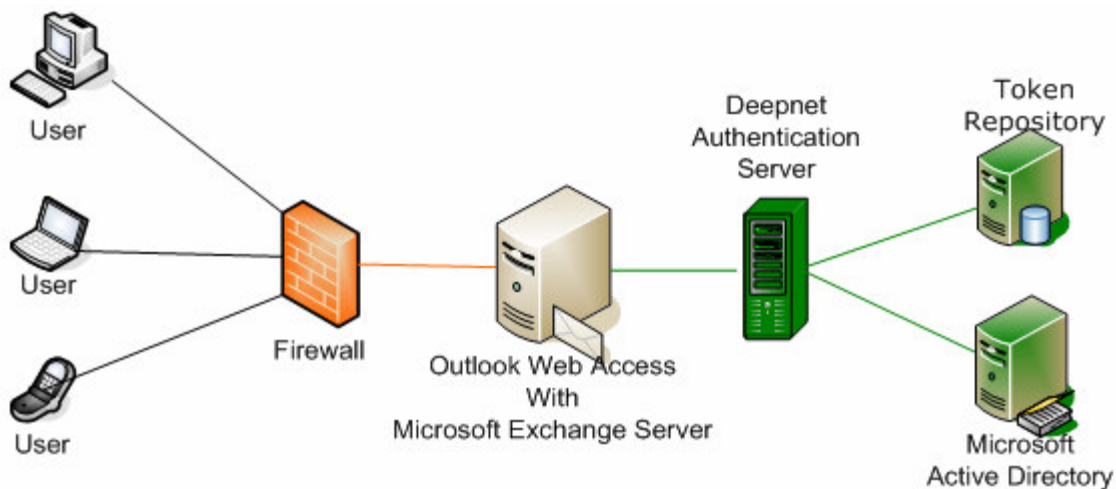 User
User
User
Firewall
Outlook Web Access
With
Microsoft Exchange Server
Deepnet
Authentication
Server
Token
Repository
Microsoft
Active Directory